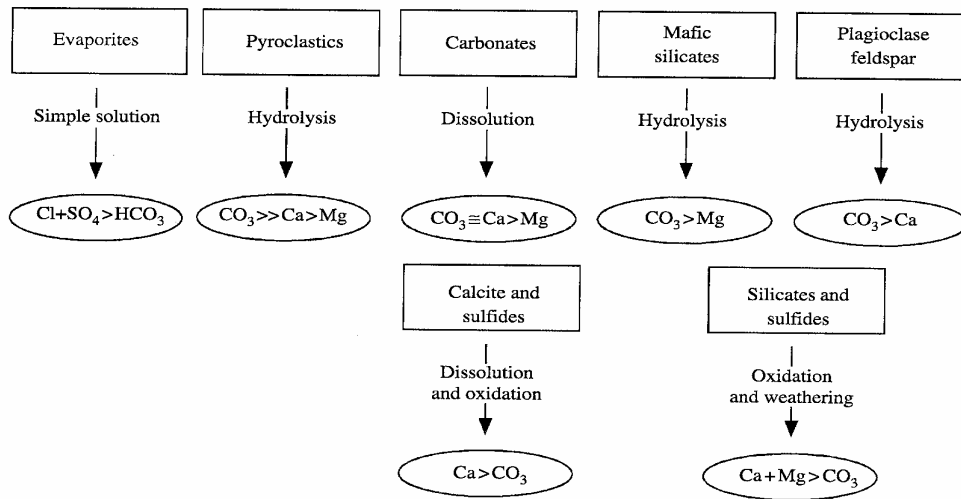 Evaporites
Pyroclastics
Carbonates
Mafic
silicates
Plagioclase
feldspar
Simple solution
Hydrolysis
Dissolution
Hydrolysis
Hydrolysis
Cl+SO₄>HCO₃
CO₃>>Ca>Mg
CO₃≡Ca>Mg
CO₃>Mg
CO₃>Ca
Calcite and
sulfides
Silicates and
sulfides
Dissolution
and oxidation
Oxidation
and weathering
Ca>CO₃
Ca+Mg>CO₃